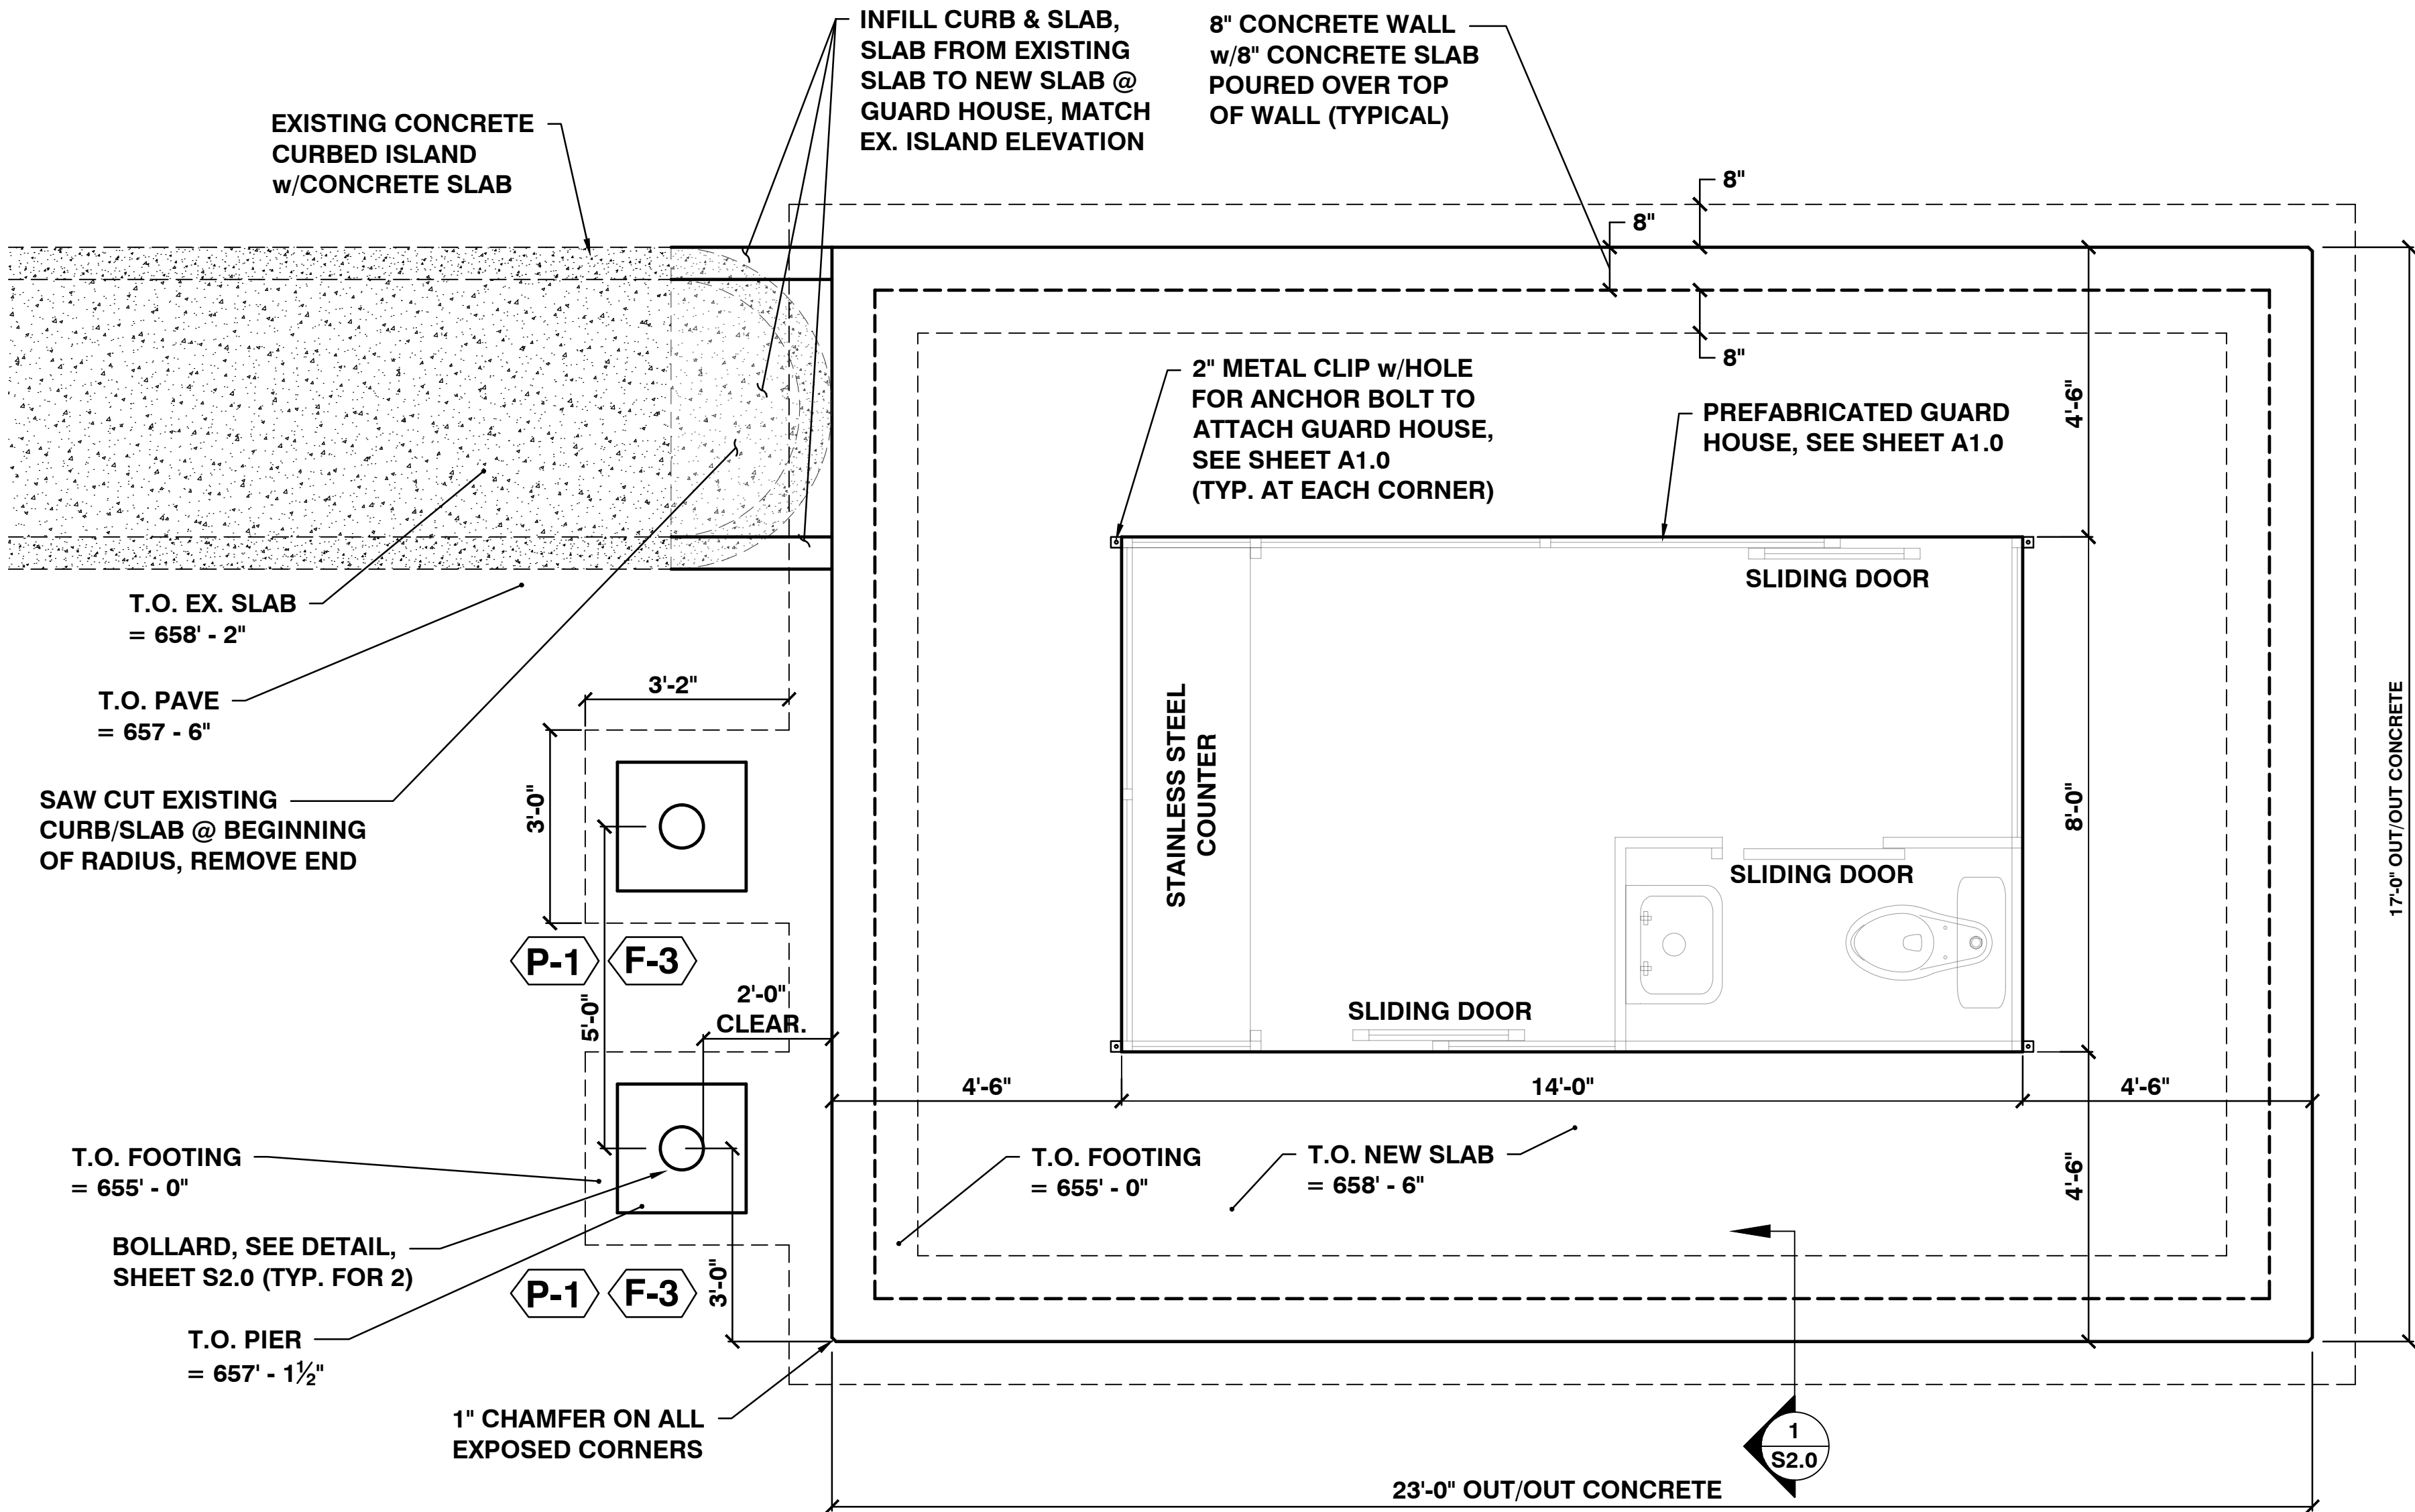 INFILL CURB & SLAB,
SLAB FROM EXISTING
SLAB TO NEW SLAB @
GUARD HOUSE, MATCH
EX. ISLAND ELEVATION
8" CONCRETE WALL
w/8" CONCRETE SLAB
POURED OVER TOP
OF WALL (TYPICAL)
EXISTING CONCRETE
CURBED ISLAND
w/CONCRETE SLAB
8"
8"
8"
2" METAL CLIP w/HOLE
FOR ANCHOR BOLT TO
ATTACH GUARD HOUSE,
SEE SHEET A1.0
(TYP. AT EACH CORNER)
PREFABRICATED GUARD
HOUSE, SEE SHEET A1.0
4'-6"
SLIDING DOOR
T.O. EX. SLAB
= 658' - 2"
T.O. PAVE
= 657 - 6"
3'-2"
SAW CUT EXISTING
CURB/SLAB @ BEGINNING
OF RADIUS, REMOVE END
3'-0"
STAINLESS STEEL
COUNTER
8'-0"
17'-0" OUT/OUT CONCRETE
SLIDING DOOR
P-1
F-3
2'-0"
CLEAR.
5'-0"
SLIDING DOOR
4'-6"
14'-0"
4'-6"
T.O. FOOTING
= 655' - 0"
T.O. FOOTING
= 655' - 0"
T.O. NEW SLAB
= 658' - 6"
4'-6"
BOLLARD, SEE DETAIL,
SHEET S2.0 (TYP. FOR 2)
P-1
F-3
3'-0"
T.O. PIER
= 657' - 1½"
1" CHAMFER ON ALL
EXPOSED CORNERS
1
S2.0
23'-0" OUT/OUT CONCRETE